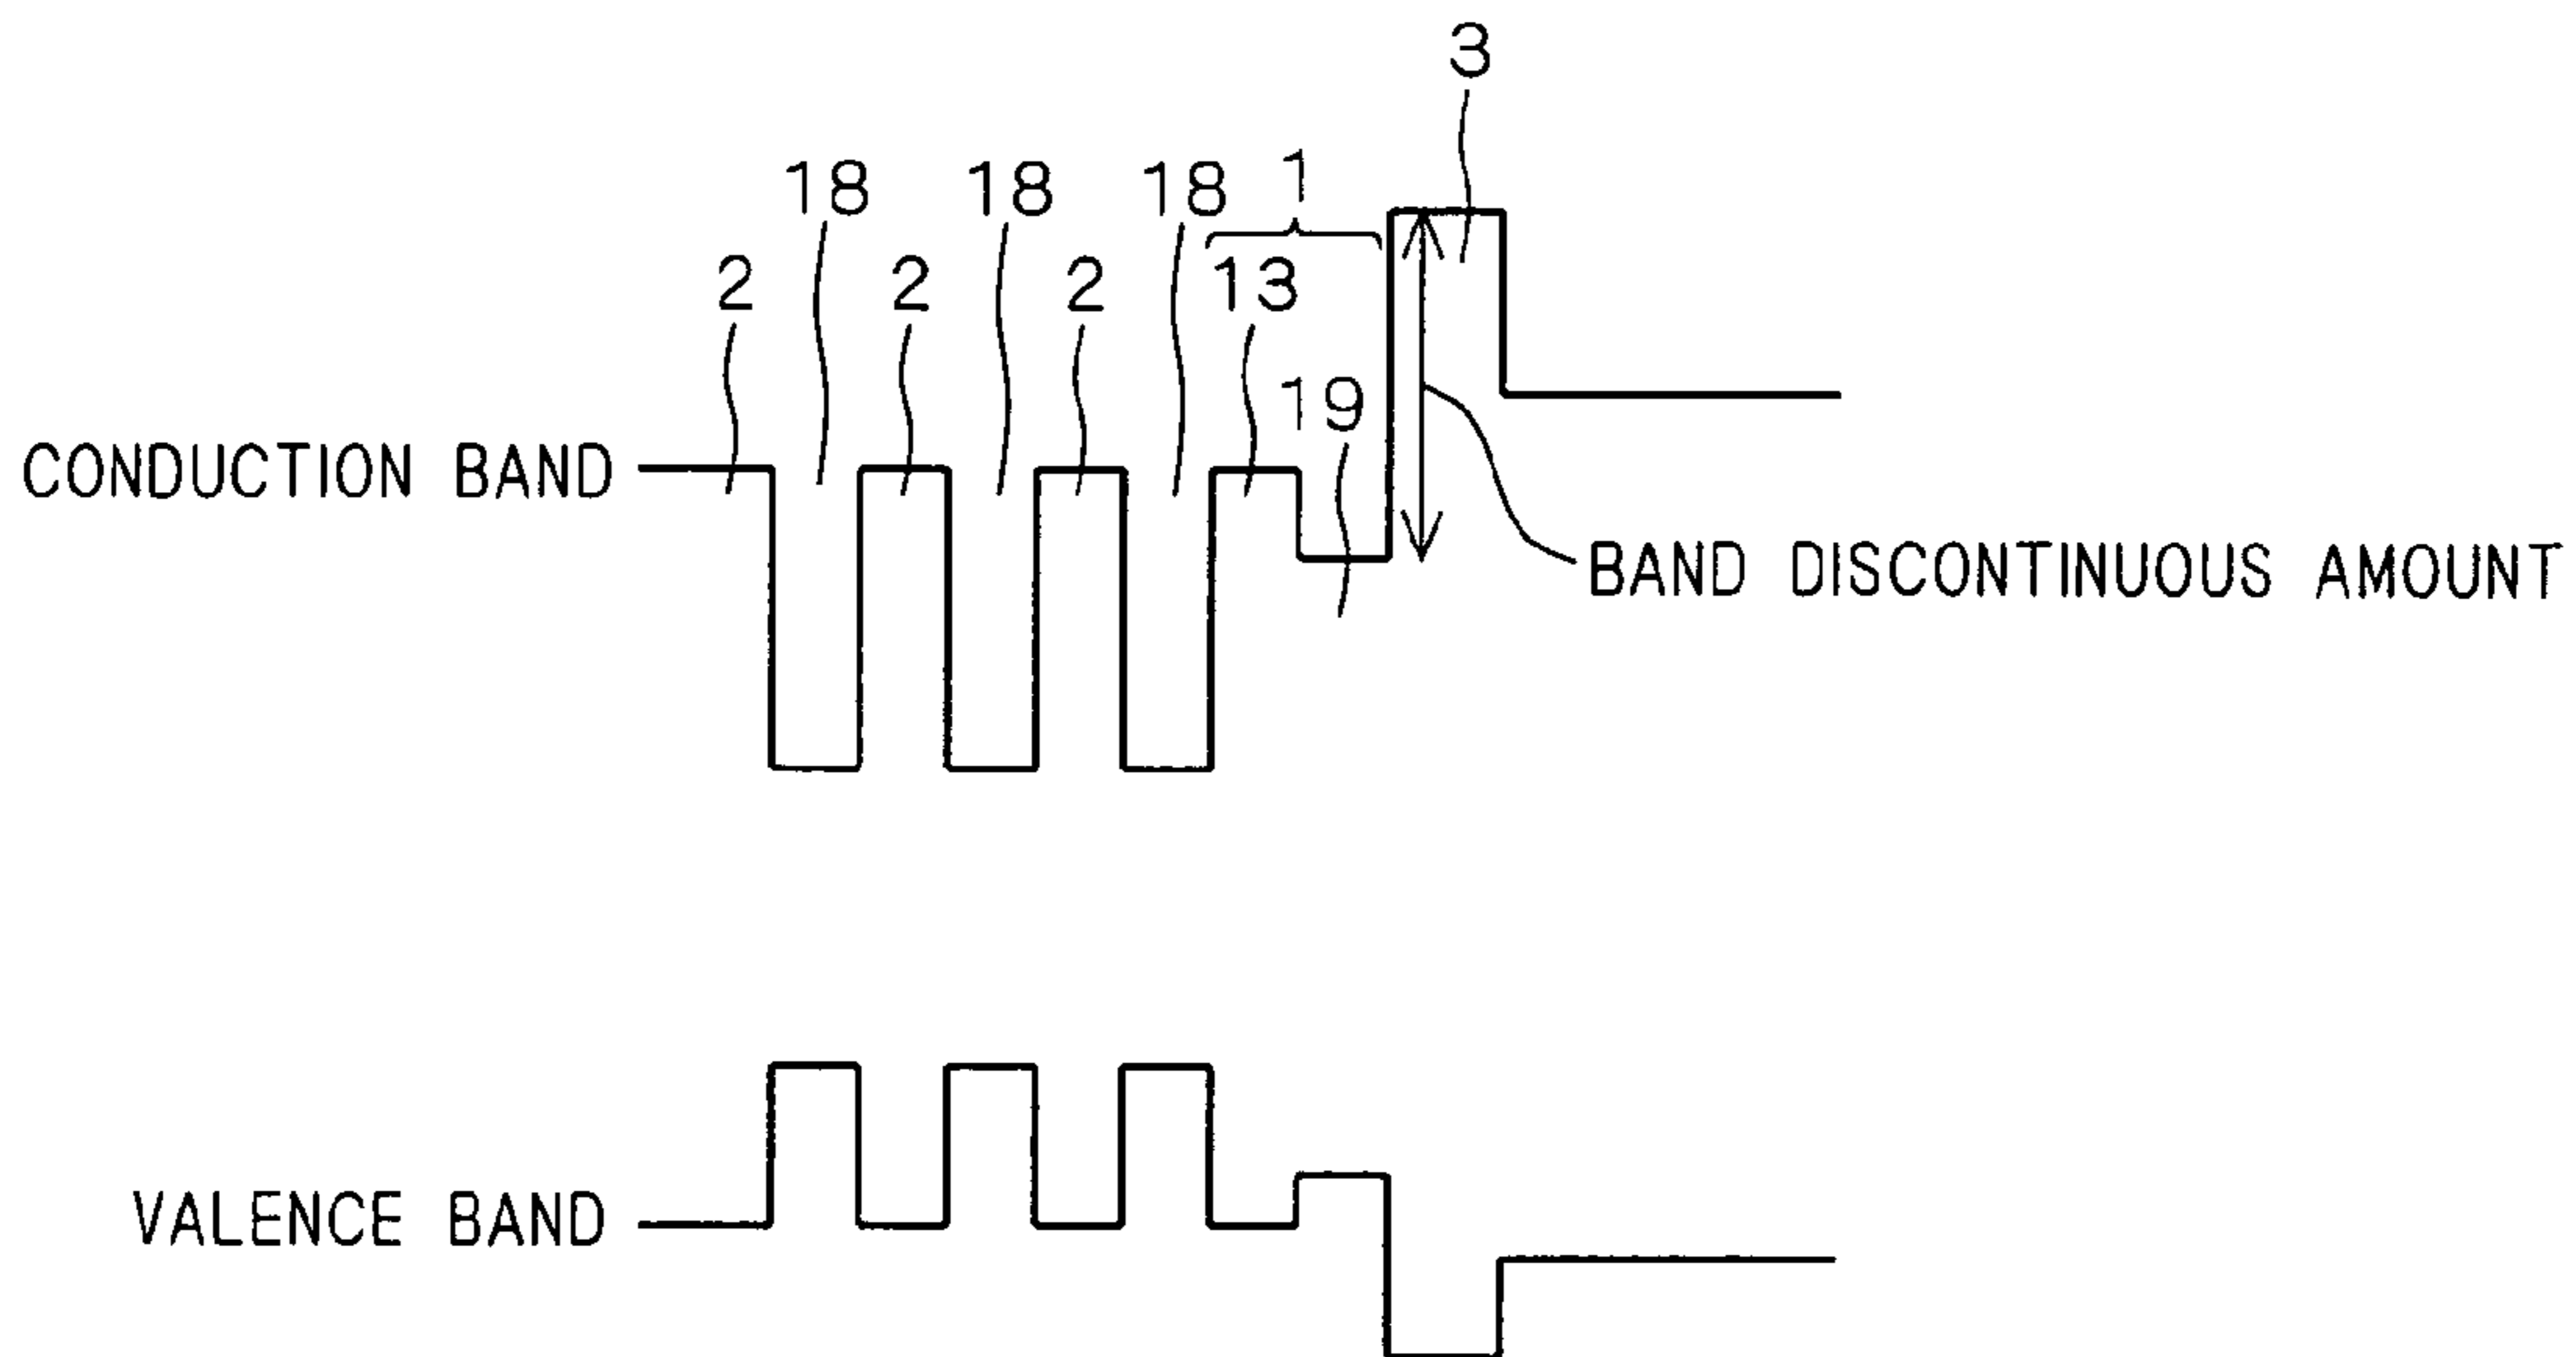 3
18 18 18 1
2 2 2 13
19
CONDUCTION BAND
BAND DISCONTINUOUS AMOUNT
VALENCE BAND